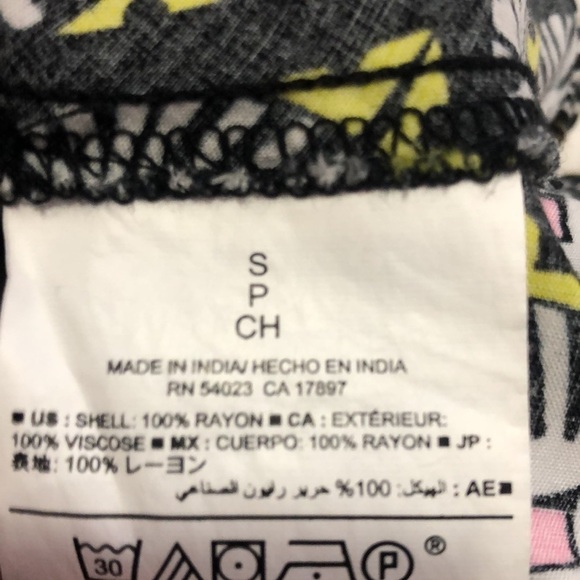 S
P
CH
MADE IN INDIA/ HECHO EN INDIA
RN 54023 CA 17897
■ US : SHELL: 100% RAYON ■ CA : EXTÉRIEUR:
100% VISCOSE ■ MX : CUERPO: 100% RAYON ■ JP :
表地: 100% レーヨン
■ AE : الهيكل: 100% حرير رايون الصناعي
30 P ®